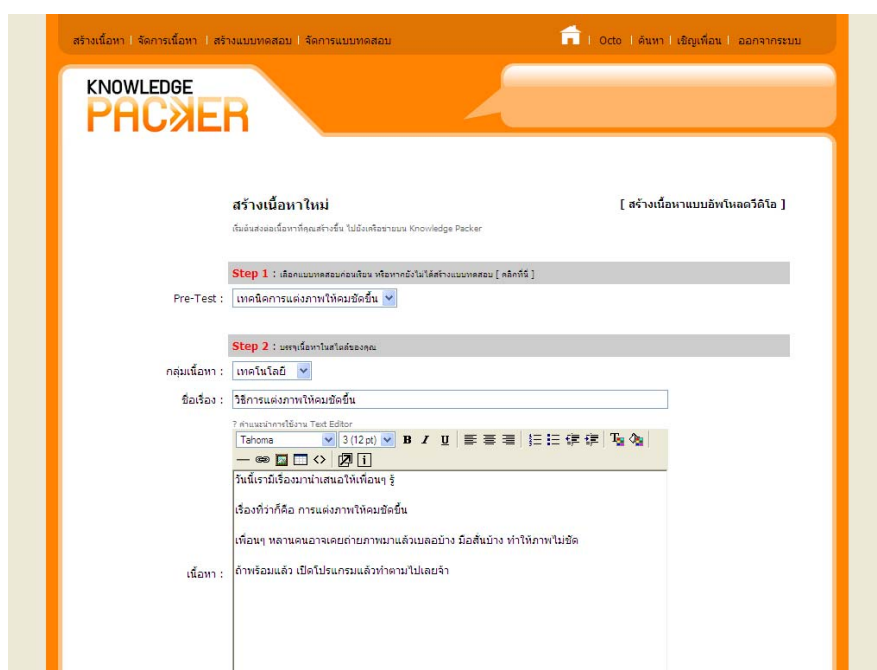 สร้างเนื้อหา | จัดการเนื้อหา | สร้างแบบทดสอบ | จัดการแบบทดสอบ
| Octo | ค้นหา | เชิญเพื่อน | ออกจากระบบ
KNOWLEDGE
PACKER
สร้างเนื้อหาใหม่
[ สร้างเนื้อหาแบบอัพโหลดวีดิโอ ]
เริ่มต้นส่งต่อเนื้อหาที่คุณสร้างขึ้น ไปยังเครือข่ายบน Knowledge Packer
Step 1 : เลือกแบบทดสอบก่อนเรียน หรือหากยังไม่ได้สร้างแบบทดสอบ [ คลิกที่นี่ ]
Pre-Test : เทคนิคการแต่งภาพให้คมชัดขึ้น
Step 2 : บรรจุเนื้อหาในสไตล์ของคุณ
กลุ่มเนื้อหา : เทคโนโลยี
ชื่อเรื่อง : วิธีการแต่งภาพให้คมชัดขึ้น
? คำแนะนำการใช้งาน Text Editor
Tahoma 3 (12 pt) B I U
วันนี้เรามีเรื่องมานำเสนอให้เพื่อนๆ รู้
เรื่องที่ว่าก็คือ การแต่งภาพให้คมชัดขึ้น
เพื่อนๆ หลานคนอาจเคยถ่ายภาพมาแล้วเบลอบ้าง มือสั่นบ้าง ทำให้ภาพไม่ชัด
เนื้อหา : ถ้าพร้อมแล้ว เปิดโปรแกรมแล้วทำตามไปเลยจ้า